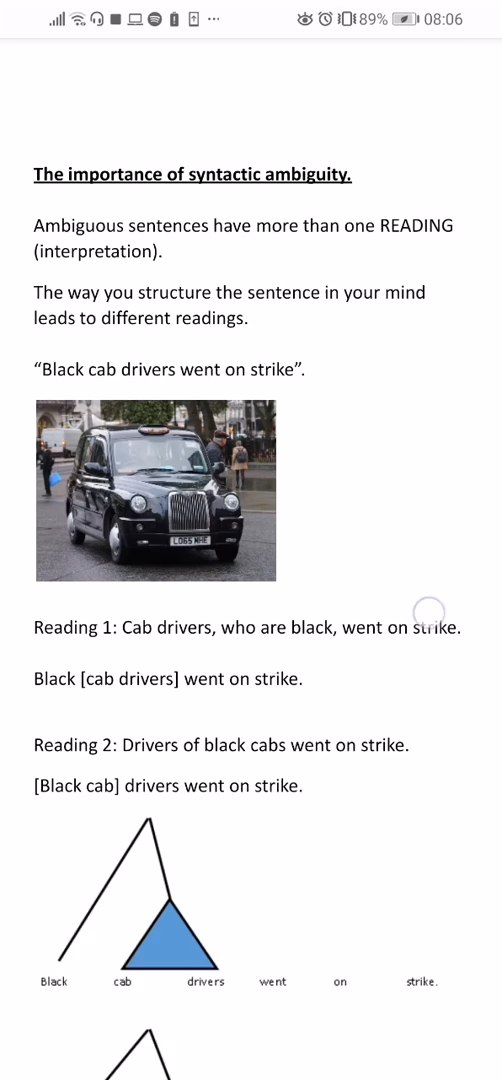 89% 08:06
The importance of syntactic ambiguity.
Ambiguous sentences have more than one READING
(interpretation).
The way you structure the sentence in your mind
leads to different readings.
“Black cab drivers went on strike”.
LO65 MHE
Reading 1: Cab drivers, who are black, went on strike.
Black [cab drivers] went on strike.
Reading 2: Drivers of black cabs went on strike.
[Black cab] drivers went on strike.
Black cab drivers went on strike.